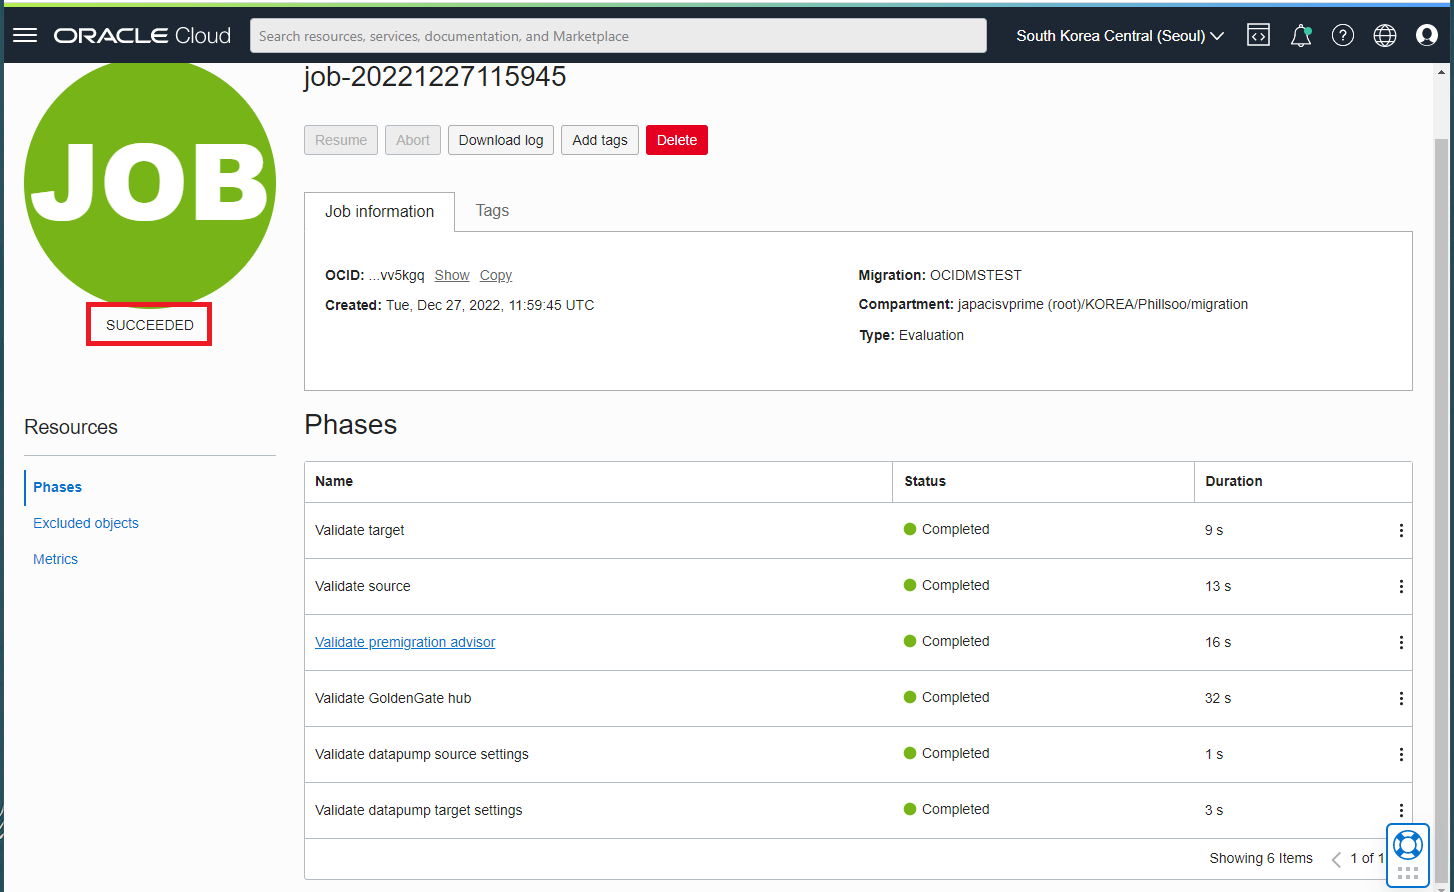 ORACLE Cloud
Search resources, services, documentation, and Marketplace
South Korea Central (Seoul)
JOB
SUCCEEDED
job-20221227115945
Resume Abort Download log Add tags Delete
Job information Tags
OCID: ...vv5kgq Show Copy
Created: Tue, Dec 27, 2022, 11:59:45 UTC
Migration: OCIDMSTEST
Compartment: japacisvprime (root)/KOREA/Phillsoo/migration
Type: Evaluation
Resources
Phases
Excluded objects
Metrics
Phases
Name Status Duration
Validate target Completed 9 s
Validate source Completed 13 s
Validate premigration advisor Completed 16 s
Validate GoldenGate hub Completed 32 s
Validate datapump source settings Completed 1 s
Validate datapump target settings Completed 3 s
Showing 6 Items 1 of 1